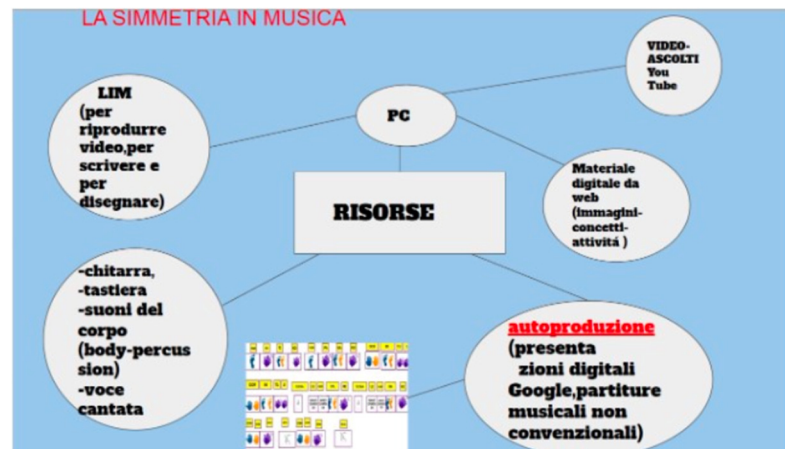 LA SIMMETRIA IN MUSICA
VIDEO-
ASCOLTI
You
Tube
LIM
(per
riprodurre
video,per
scrivere e
per
disegnare)
PC
Materiale
digitale da
web
(immagini-
concetti-
attivitá )
RISORSE
-chitarra,
-tastiera
-suoni del
corpo
(body-percus
sion)
-voce
cantata
autoproduzione
(presenta
zioni digitali
Google,partiture
musicali non
convenzionali)